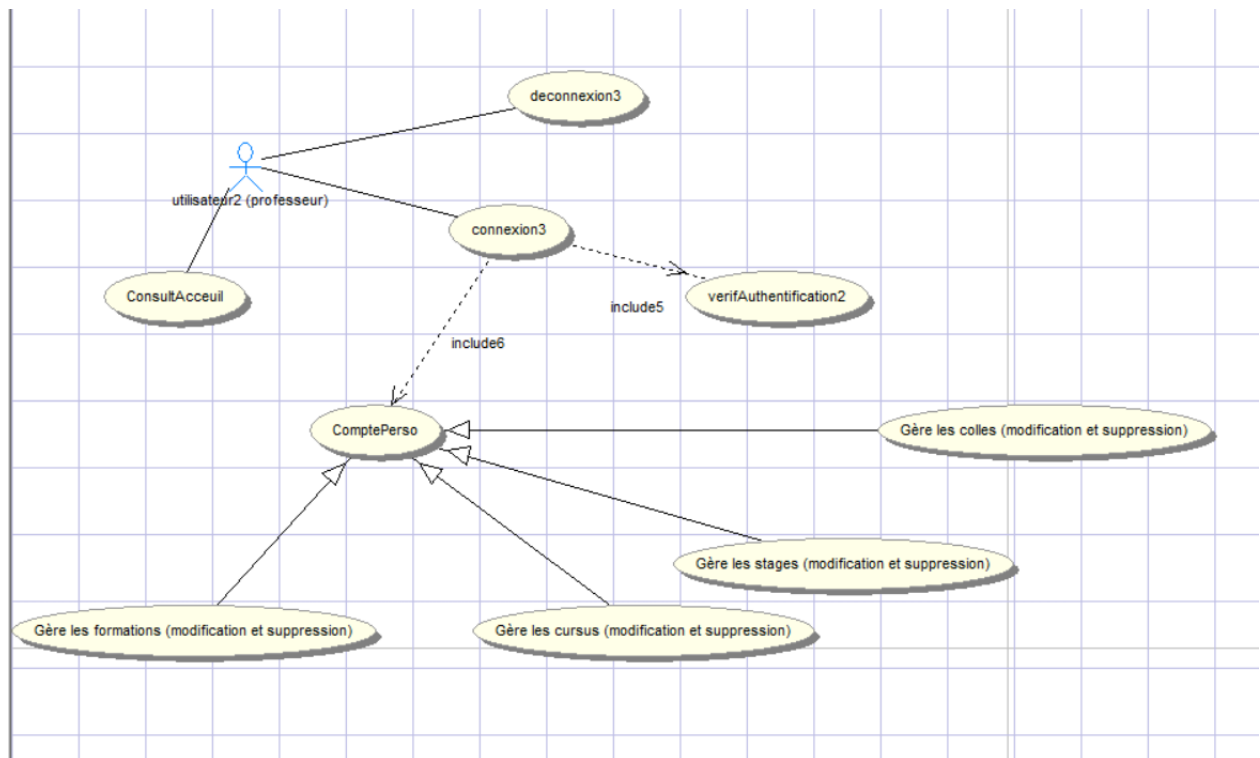 deconnexion3
utilisateur2 (professeur)
connexion3
ConsultAcceuil
verifAuthentification2
include5
include6
ComptePerso
Gère les colles (modification et suppression)
Gère les stages (modification et suppression)
Gère les formations (modification et suppression)
Gère les cursus (modification et suppression)